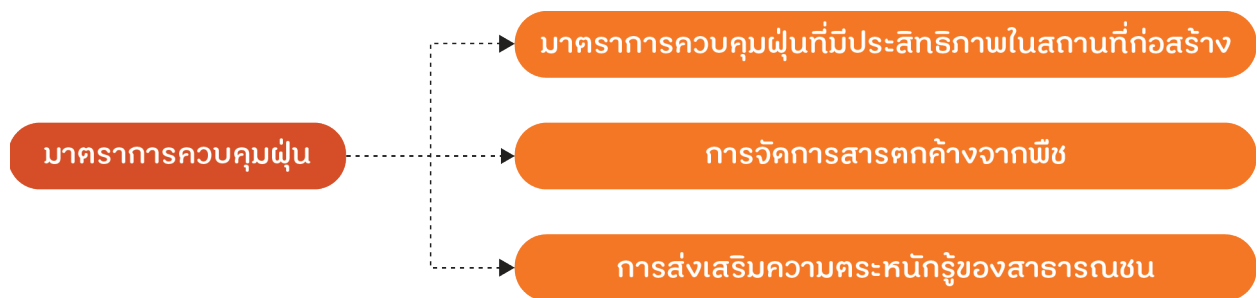 มาตราการควบคุมฝุ่นที่มีประสิทธิภาพในสถานที่ก่อสร้าง
มาตราการควบคุมฝุ่น
การจัดการสารตกค้างจากพืช
การส่งเสริมความตระหนักรู้ของสาธารณชน